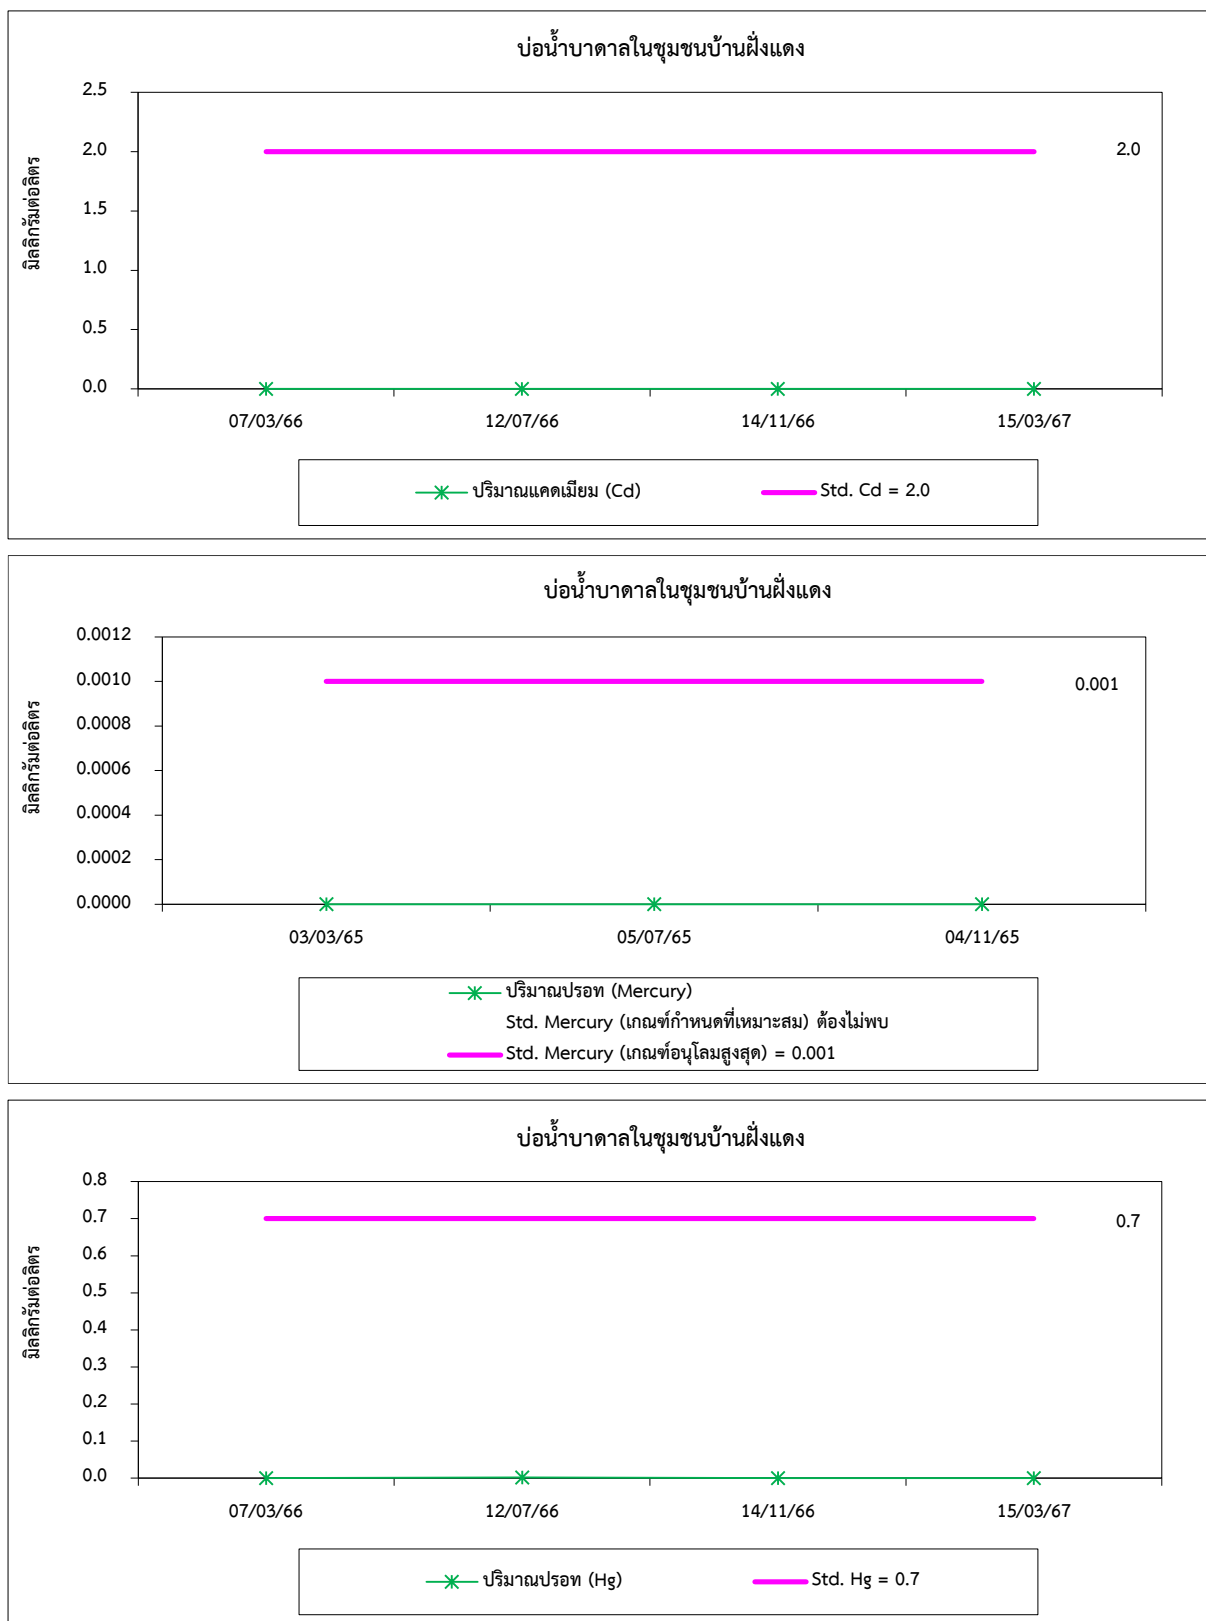 บ่อน้ำบาดาลในชุมชนบ้านฝั่งแดง
มิลลิกรัมต่อลิตร
2.5
2.0
1.5
1.0
0.5
0.0
2.0
07/03/66 12/07/66 14/11/66 15/03/67
ปริมาณแคดเมียม (Cd) Std. Cd = 2.0
บ่อน้ำบาดาลในชุมชนบ้านฝั่งแดง
มิลลิกรัมต่อลิตร
0.0012
0.0010
0.0008
0.0006
0.0004
0.0002
0.0000
0.001
03/03/65 05/07/65 04/11/65
ปริมาณปรอท (Mercury)
Std. Mercury (เกณฑ์กำหนดที่เหมาะสม) ต้องไม่พบ
Std. Mercury (เกณฑ์อนุโลมสูงสุด) = 0.001
บ่อน้ำบาดาลในชุมชนบ้านฝั่งแดง
มิลลิกรัมต่อลิตร
0.8
0.7
0.6
0.5
0.4
0.3
0.2
0.1
0.0
0.7
07/03/66 12/07/66 14/11/66 15/03/67
ปริมาณปรอท (Hg) Std. Hg = 0.7